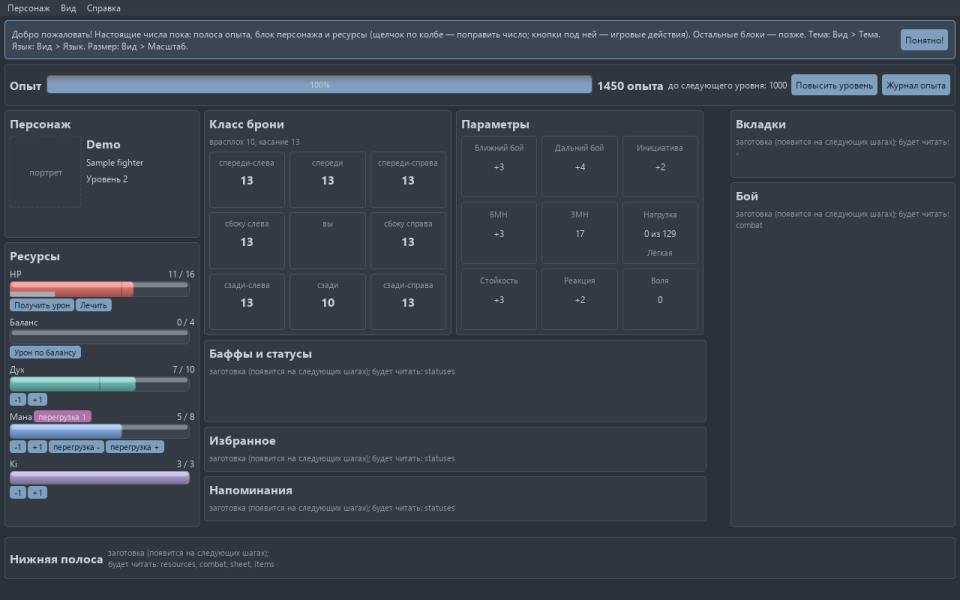 Персонаж Вид Справка
Добро пожаловать! Настоящие числа пока: полоса опыта, блок персонажа и ресурсы (щелчок по колбе — поправить число; кнопки под ней — игровые действия). Остальные блоки — позже. Тема: Вид > Тема.
Язык: Вид > Язык. Размер: Вид > Масштаб.
Понятно!
Опыт 100% 1450 опыта до следующего уровня: 1000 Повысить уровень Журнал опыта
Персонаж
портрет
Demo
Sample fighter
Уровень 2
Ресурсы
HP 11 / 16
Получить урон Лечить
Баланс 0 / 4
Урон по балансу
Дух 7 / 10
-1 +1
Мана перегрузка 1 5 / 8
-1 +1 перегрузка - перегрузка +
Ki 3 / 3
-1 +1
Класс брони
врасплох 10, касание 13
спереди-слева спереди спереди-справа
13 13 13
сбоку слева вы сбоку справа
13 13
сзади-слева сзади сзади-справа
13 10 13
Параметры
Ближний бой Дальний бой Инициатива
+3 +4 +2
БМН ЗМН Нагрузка
+3 17 0 из 129
Лёгкая
Стойкость Реакция Воля
+3 +2 0
Баффы и статусы
заготовка (появится на следующих шагах); будет читать: statuses
Избранное
заготовка (появится на следующих шагах); будет читать: statuses
Напоминания
заготовка (появится на следующих шагах); будет читать: statuses
Вкладки
заготовка (появится на следующих шагах); будет читать:
-
Бой
заготовка (появится на следующих шагах); будет читать:
combat
Нижняя полоса
заготовка (появится на следующих шагах);
будет читать: resources, combat, sheet, items